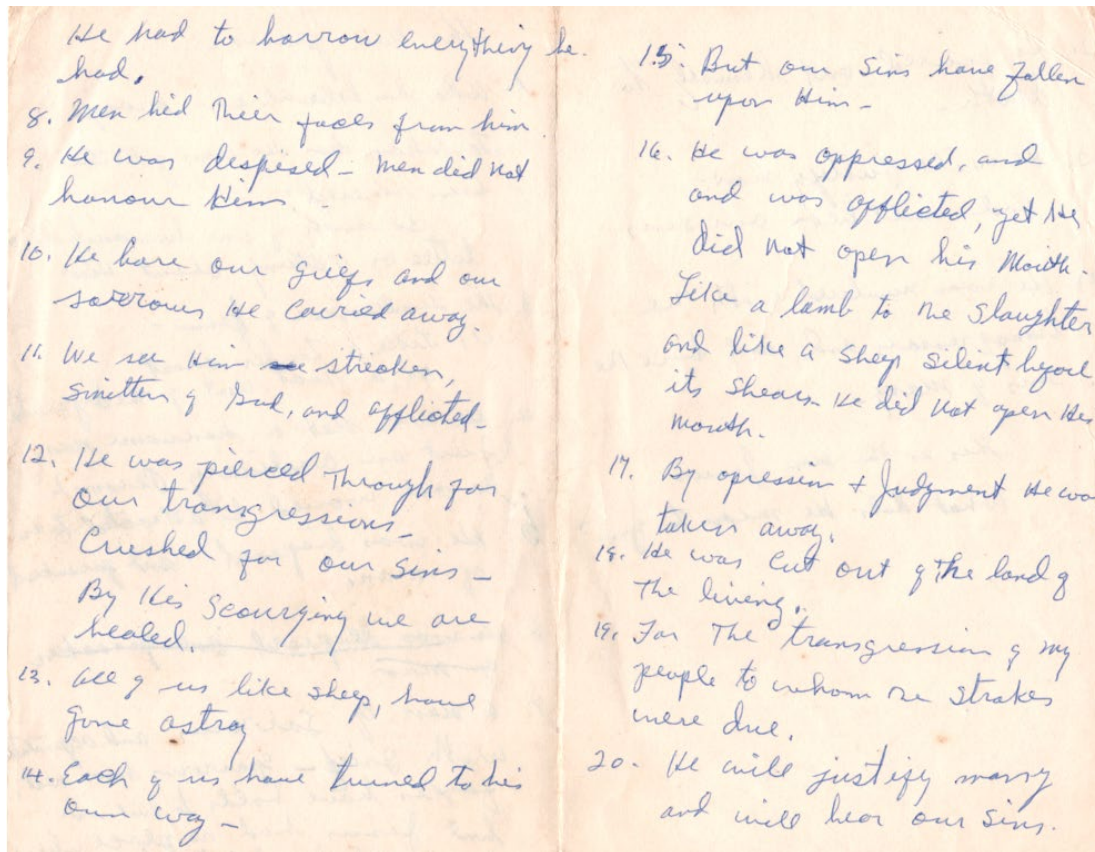 He had to borrow everything he
had.
8. Men hid Their faces from him
9. He was despised - Men did not
honour Him -
10. He bore our griefs and our
sorrows He Carried away.
11. We see Him streaken,
smitten of God, and afflicted -
12. He was pierced Through for
our transgressions -
Crushed for our Sins -
By His Scourging we are
healed.
13. All of us like sheep, have
gone astray
14. Each of us have turned to his
own way -
15. But our Sins have fallen
upon Him -
16. He was oppressed, and
and was afflicted, yet He
did not open his Mouth -
Like a lamb to the Slaughter
and like a Sheep Silent before
its Shears He did not open His
mouth.
17. By opression + Judgment He was
taken away.
18. He was Cut out of The land of
The living.
19. For The transgression of my
people to whom the Strokes
were due.
20. He will justify many
and will bear our Sins.